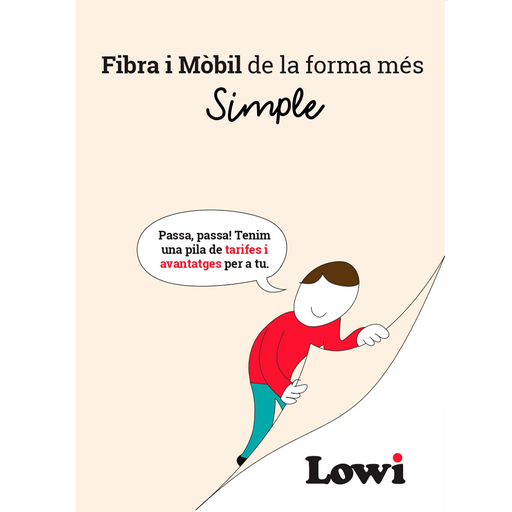 Fibra i Mòbil de la forma més
Simple
Passa, passa! Tenim
una pila de tarifes i
avantatges per a tu.
Lowi